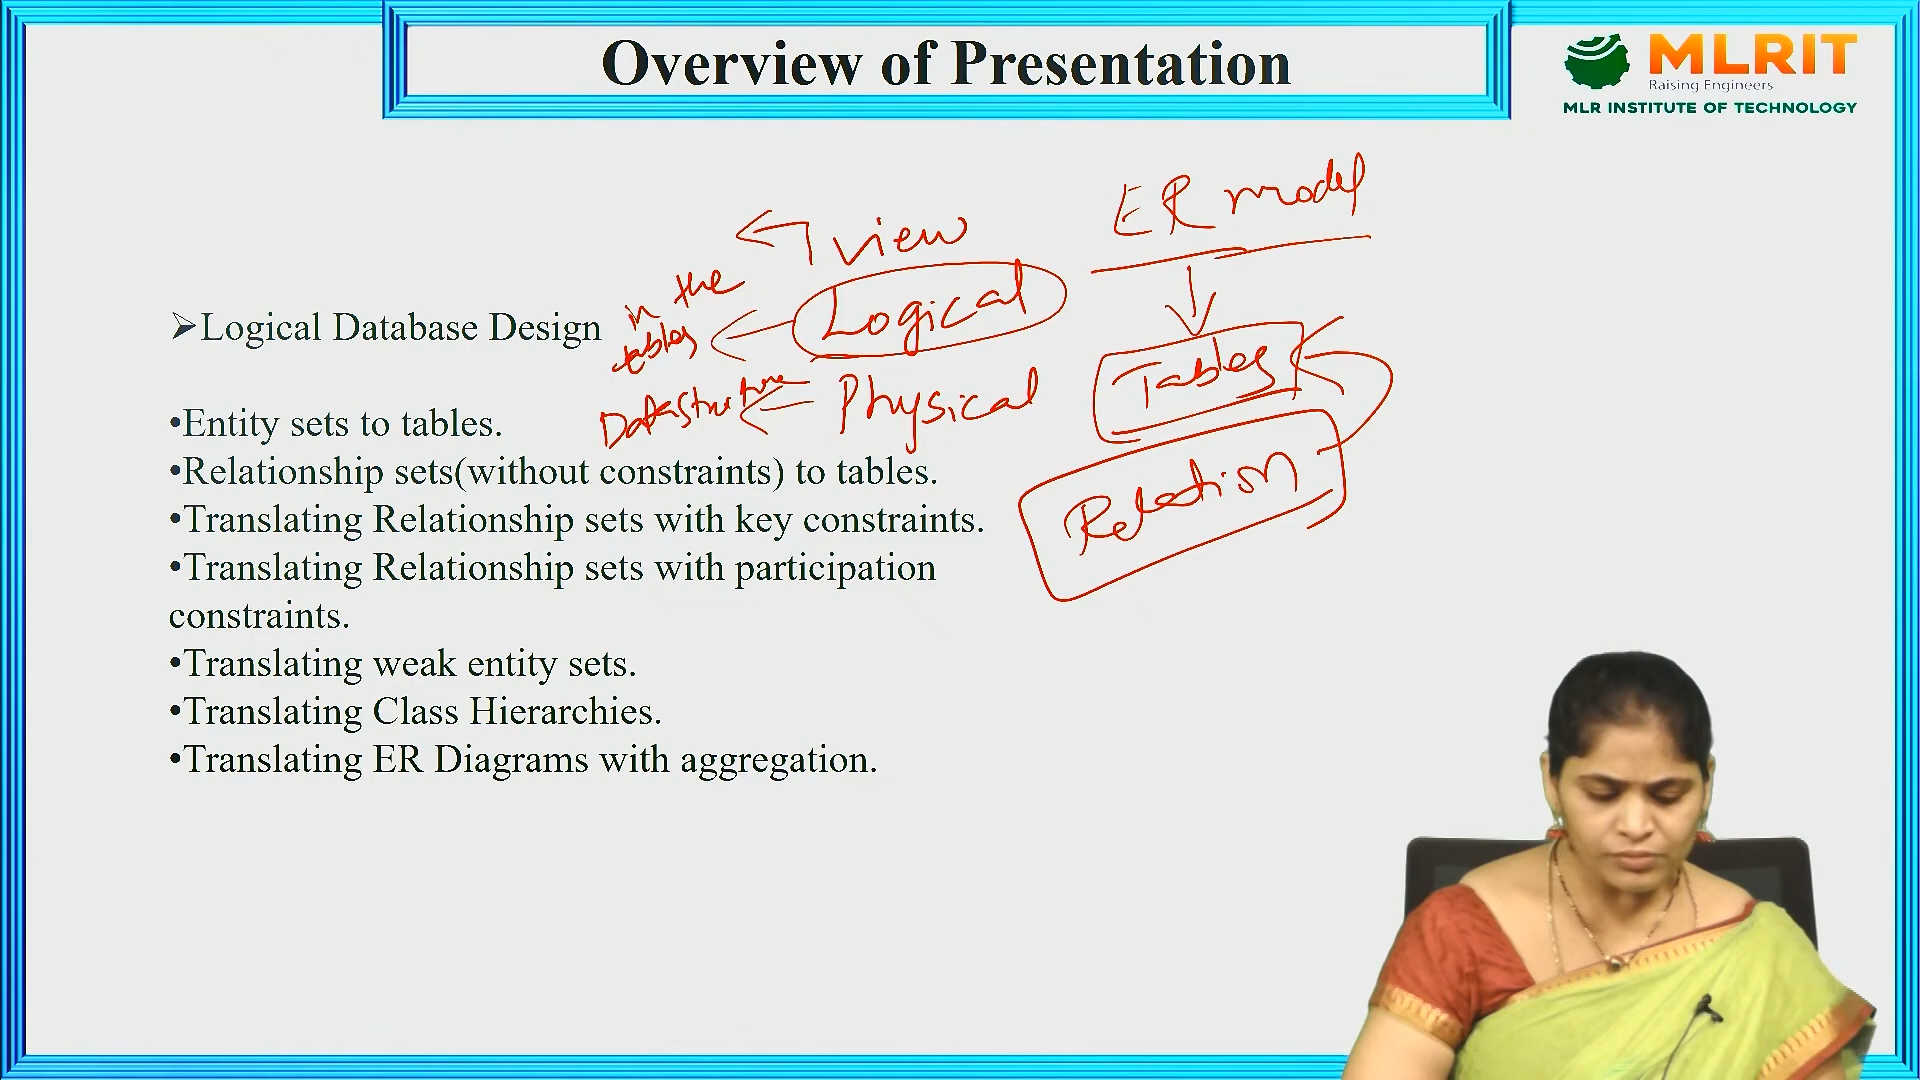 Overview of Presentation
MLRIT
Raising Engineers
MLR INSTITUTE OF TECHNOLOGY
ER model
view
in the
tables
Logical
➢Logical Database Design
Tables
Datastructure
Physical
•Entity sets to tables.
•Relationship sets(without constraints) to tables.
Relation
•Translating Relationship sets with key constraints.
•Translating Relationship sets with participation
constraints.
•Translating weak entity sets.
•Translating Class Hierarchies.
•Translating ER Diagrams with aggregation.